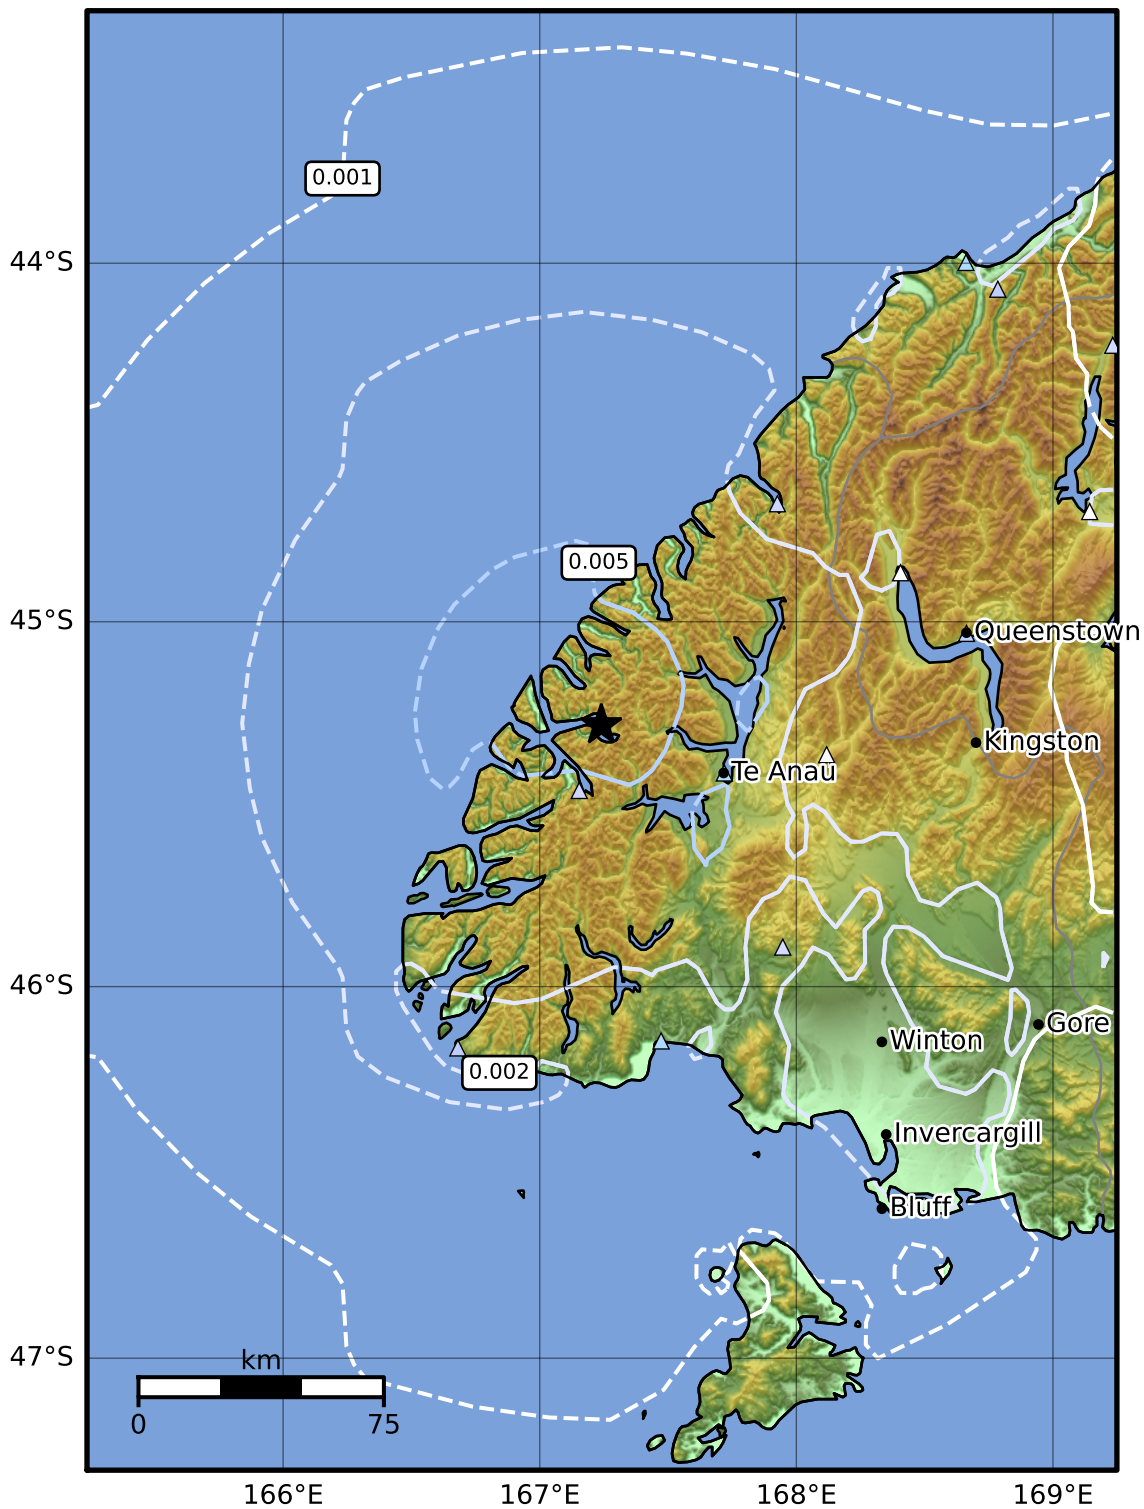 0.001
44°S
0.005
45°S
Queenstown
Kingston
Te Anau
46°S
Gore
Winton
0.002
Invercargill
Bluff
47°S
km
0 75
166°E 167°E 168°E 169°E